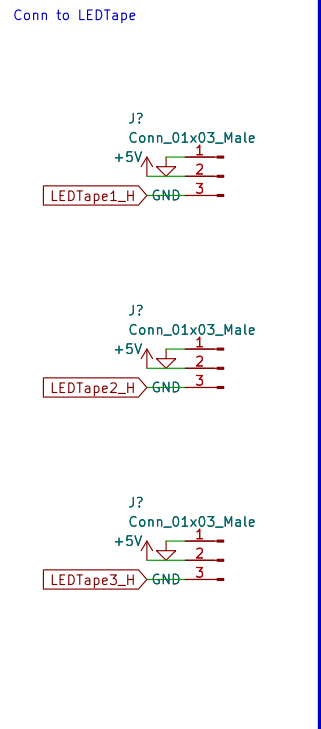 Conn to LEDTape
J?
Conn_01x03_Male
+5V
1
2
LEDTape1_H
GND
3
J?
Conn_01x03_Male
+5V
1
2
LEDTape2_H
GND
3
J?
Conn_01x03_Male
+5V
1
2
LEDTape3_H
GND
3